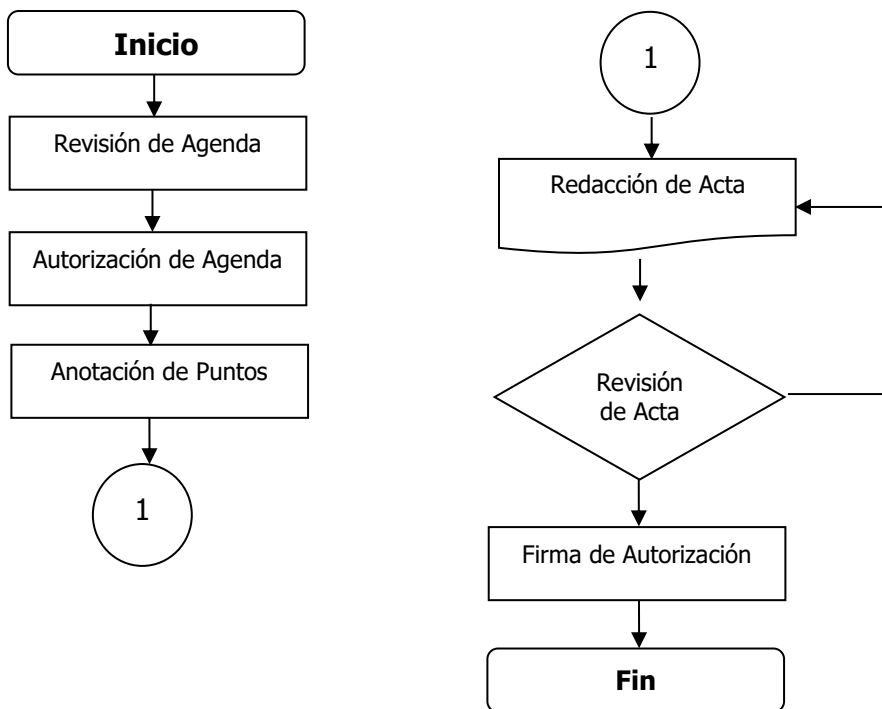 Inicio
Revisión de Agenda
Autorización de Agenda
Anotación de Puntos
1
1
Redacción de Acta
Revisión
de Acta
Firma de Autorización
Fin